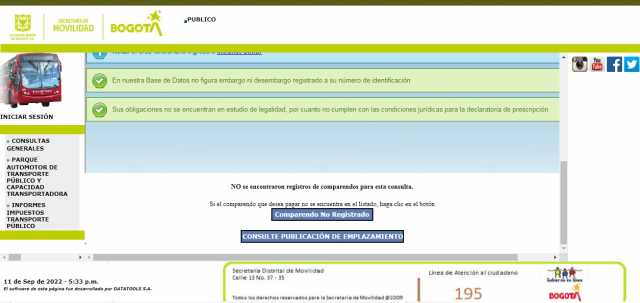 SECRETARÍA DE
MOVILIDAD
BOGOTÁ
PUBLICO
En nuestra Base de Datos no figura embargo ni desembargo registrado a su número de identificación
Sus obligaciones no se encuentran en estudio de legalidad, por cuanto no cumplen con las condiciones jurídicas para la declaratoria de prescripción
INICIAR SESIÓN
» CONSULTAS
GENERALES
» PARQUE
AUTOMOTOR DE
TRANSPORTE
PÚBLICO Y
CAPACIDAD
TRANSPORTADORA
» INFORMES
IMPUESTOS
TRANSPORTE
PÚBLICO
NO se encontraron registros de comparendos para esta consulta.
Si el comparendo que desea pagar no se encuentra en el listado, haga clic en el botón
Comparendo No Registrado
CONSULTE PUBLICACIÓN DE EMPLAZAMIENTO
You
Tube
11 de Sep de 2022 - 5:33 p.m.
El software de esta página fue desarrollado por DATATOOLS S.A.
Secretaría Distrital de Movilidad
Calle 13 No. 37 - 35
Todos los derechos reservados para la Secretaría de Movilidad @2009
Línea de Atención al ciudadano
195
BOGOTÁ